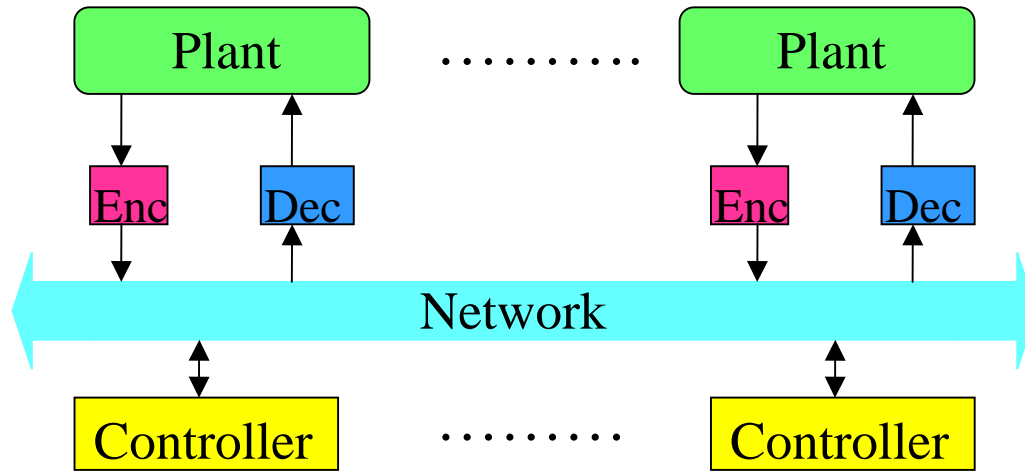 Plant .......... Plant
Enc Dec Enc Dec
Network
Controller ......... Controller